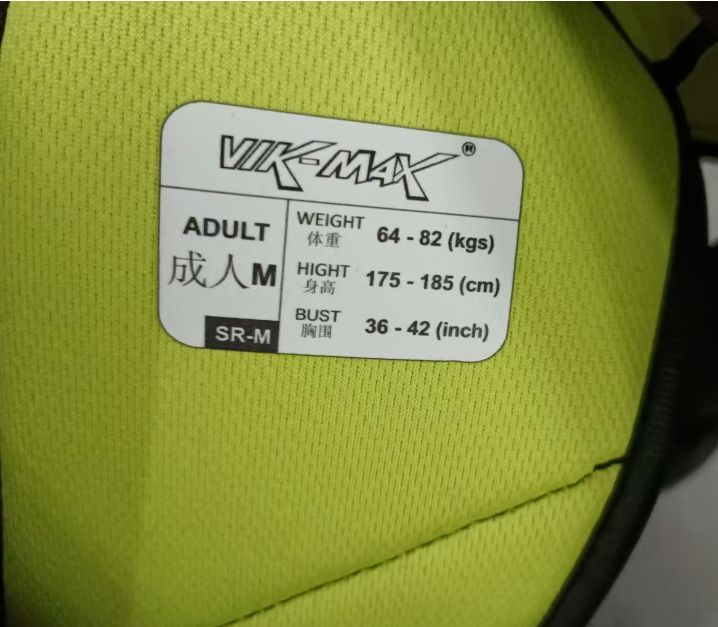 VIK-MAX®
ADULT
成人M
SR-M
WEIGHT 64 - 82 (kgs)
体重
HIGHT 175 - 185 (cm)
身高
BUST 36 - 42 (inch)
胸围